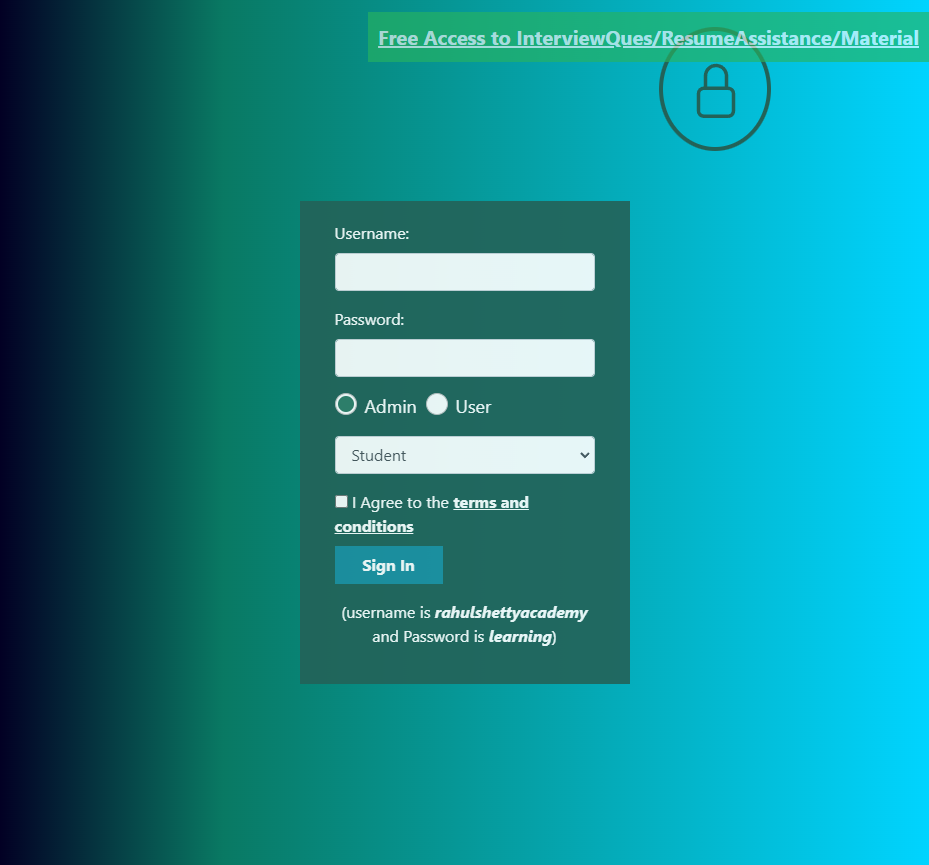 Free Access to InterviewQues/ResumeAssistance/Material
Username:
Password:
Admin User
Student
I Agree to the terms and
conditions
Sign In
(username is rahulshettyacademy
and Password is learning)